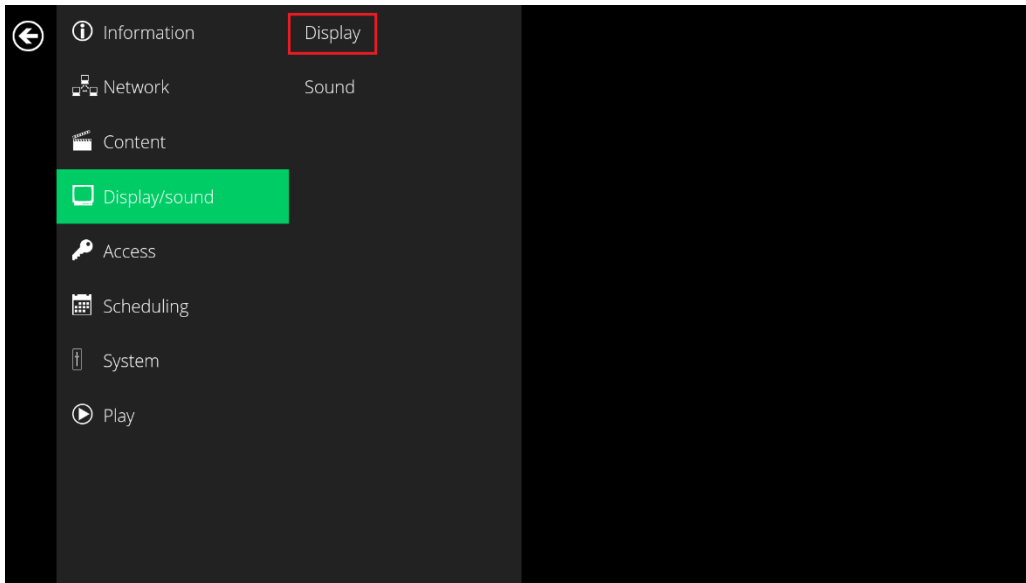 Information
Network
Content
Display/sound
Access
Scheduling
System
Play
Display
Sound